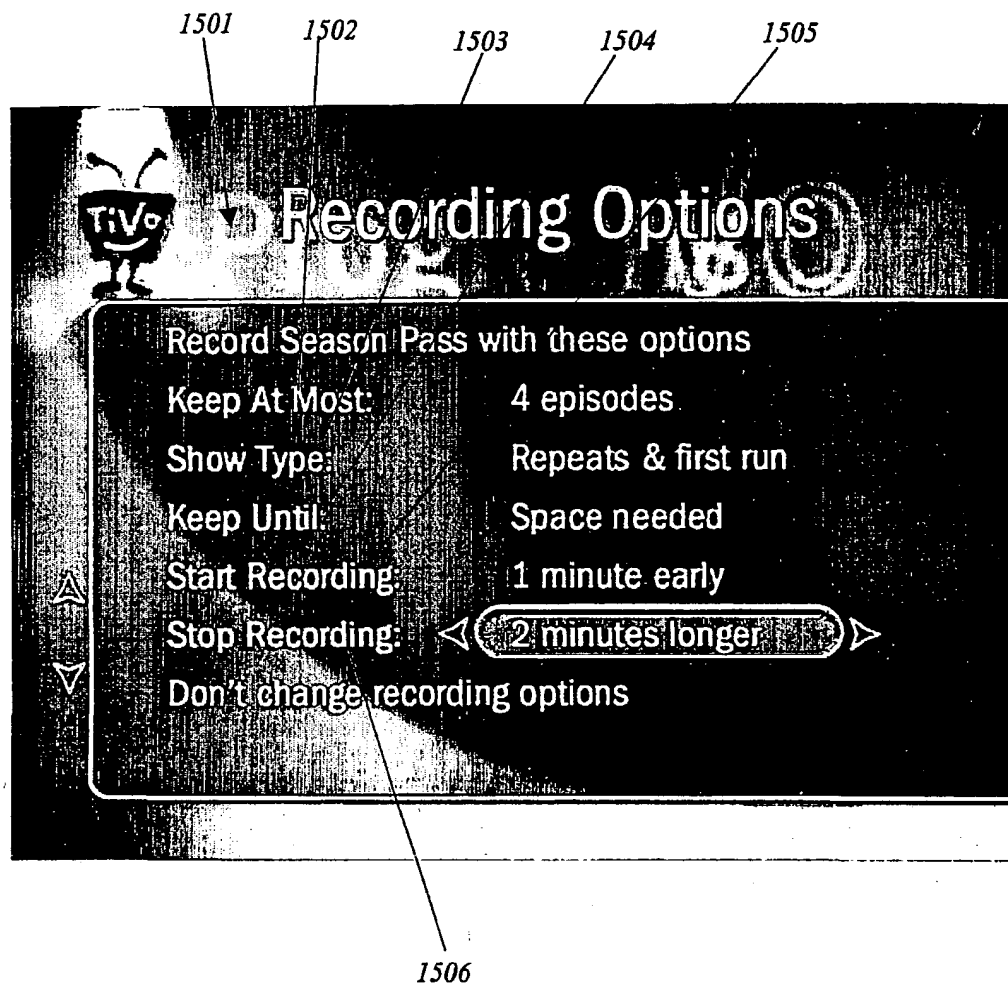 1501 1502 1503 1504 1505
TiVo
Recording Options
Record Season Pass with these options
Keep At Most: 4 episodes
Show Type: Repeats & first run
Keep Until: Space needed
Start Recording: 1 minute early
Stop Recording: 2 minutes longer
Don't change recording options
1506